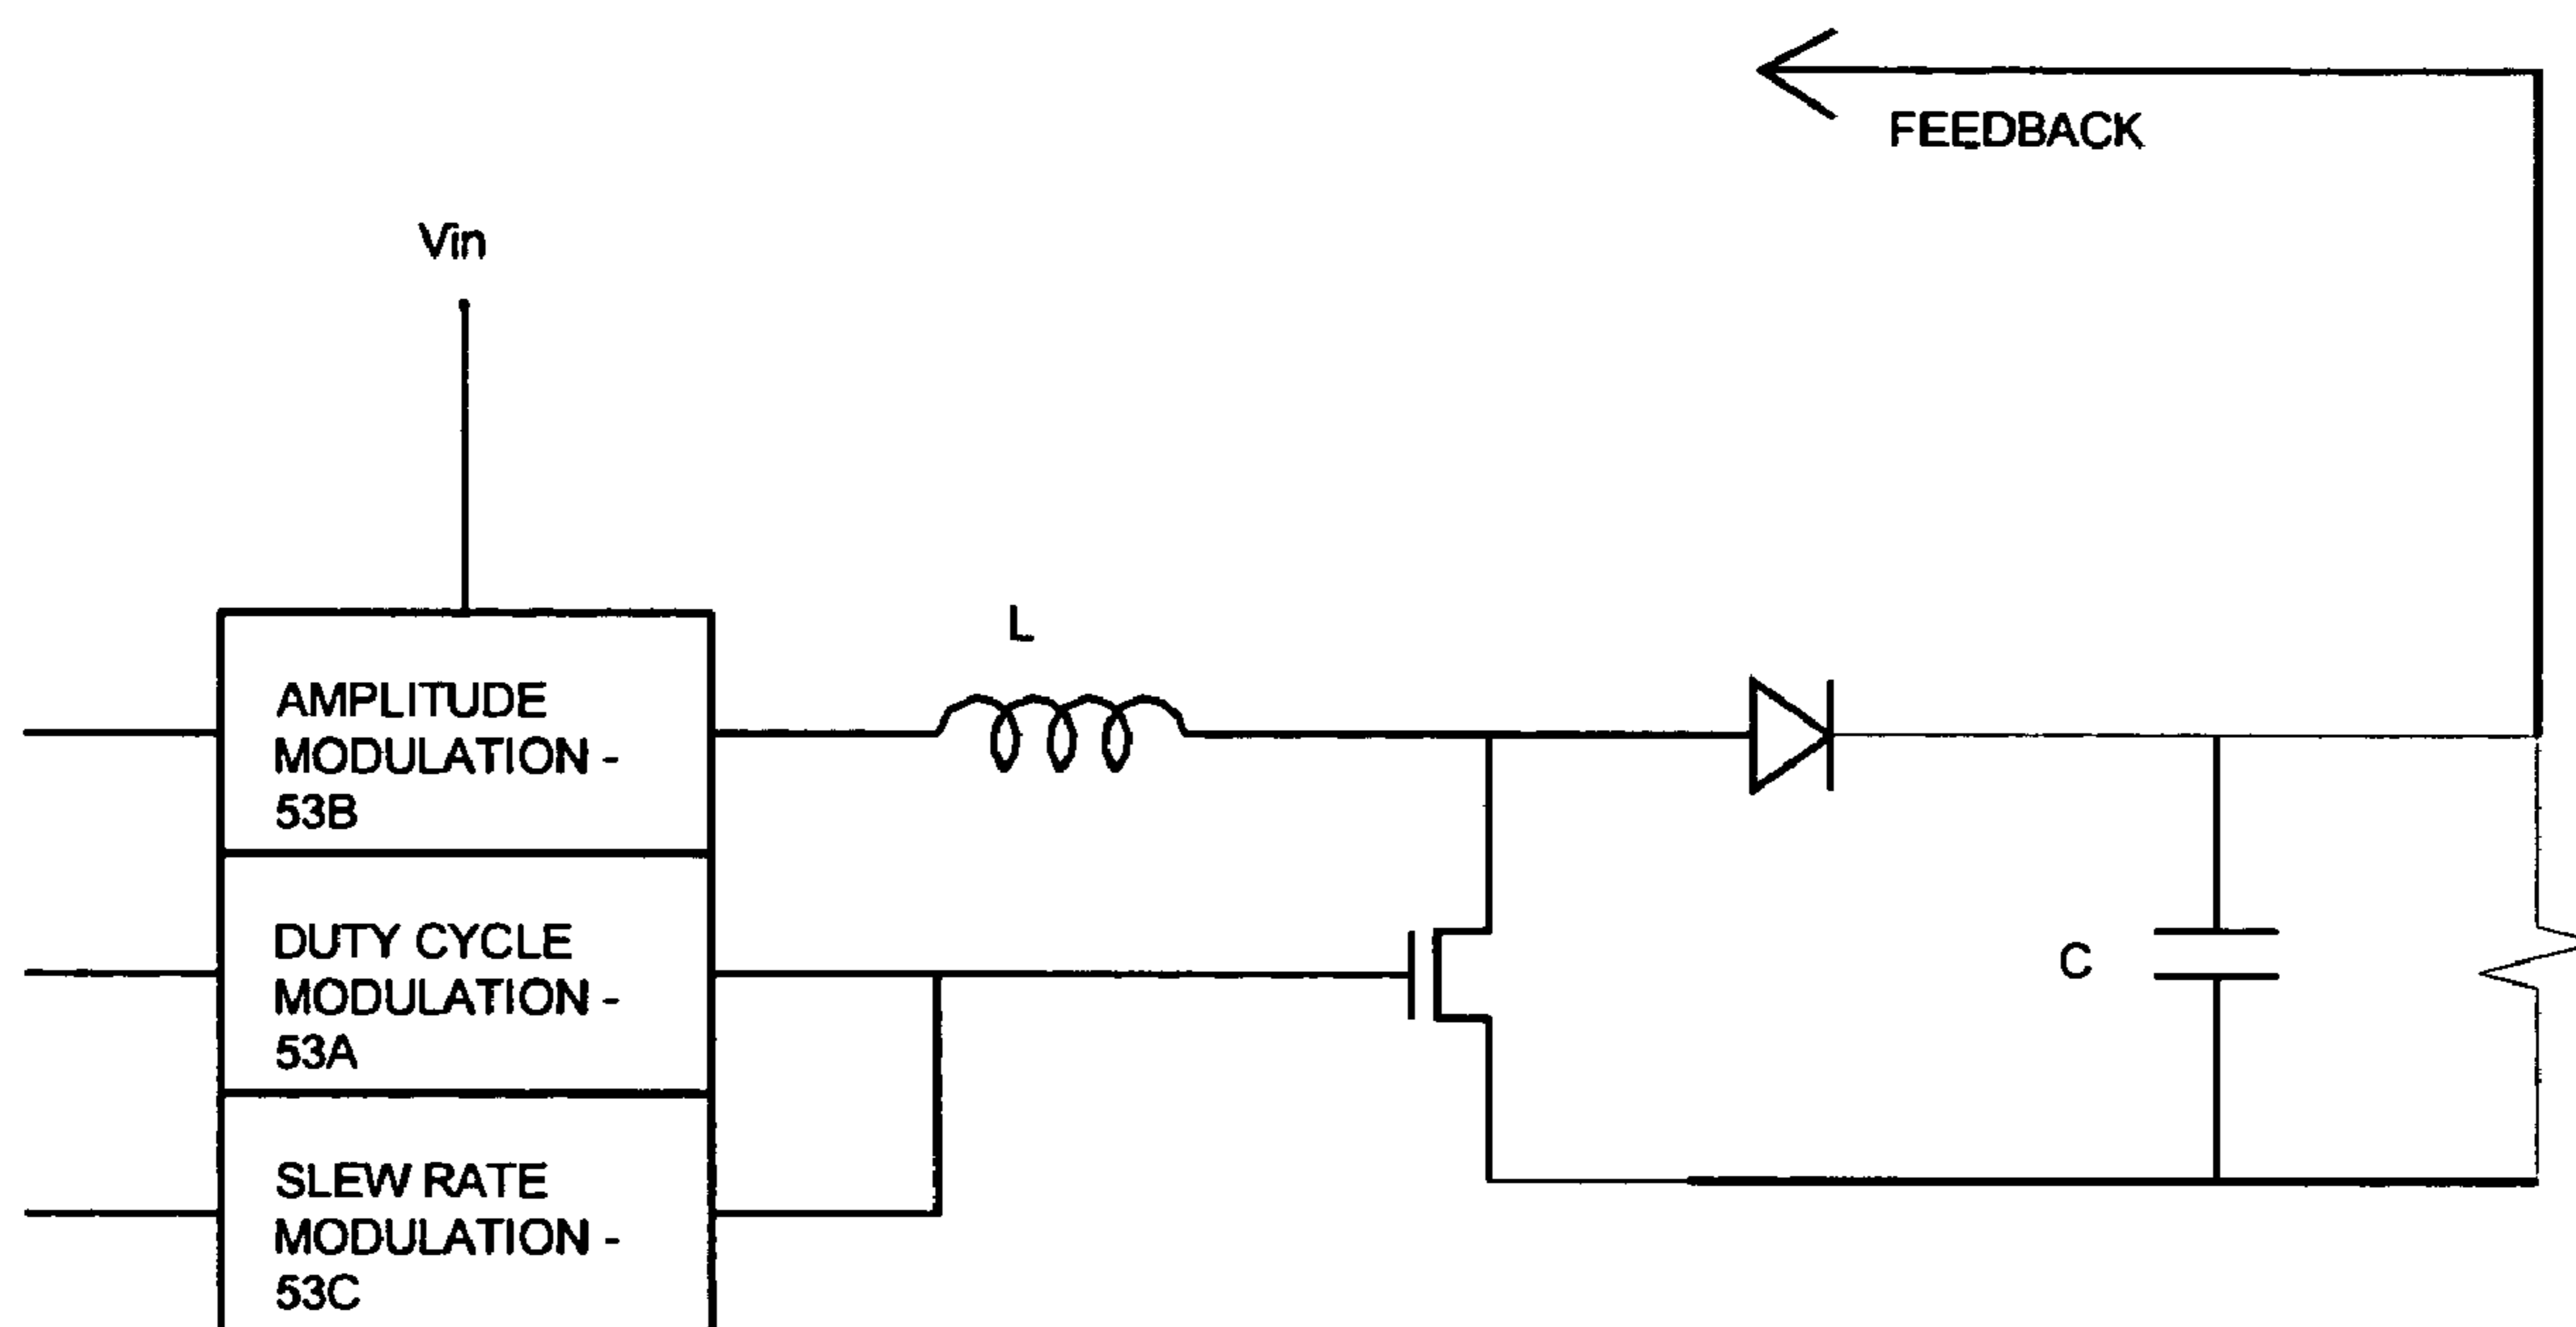 FEEDBACK
Vin
L
AMPLITUDE
MODULATION -
53B
DUTY CYCLE
MODULATION -
53A
C
SLEW RATE
MODULATION -
53C